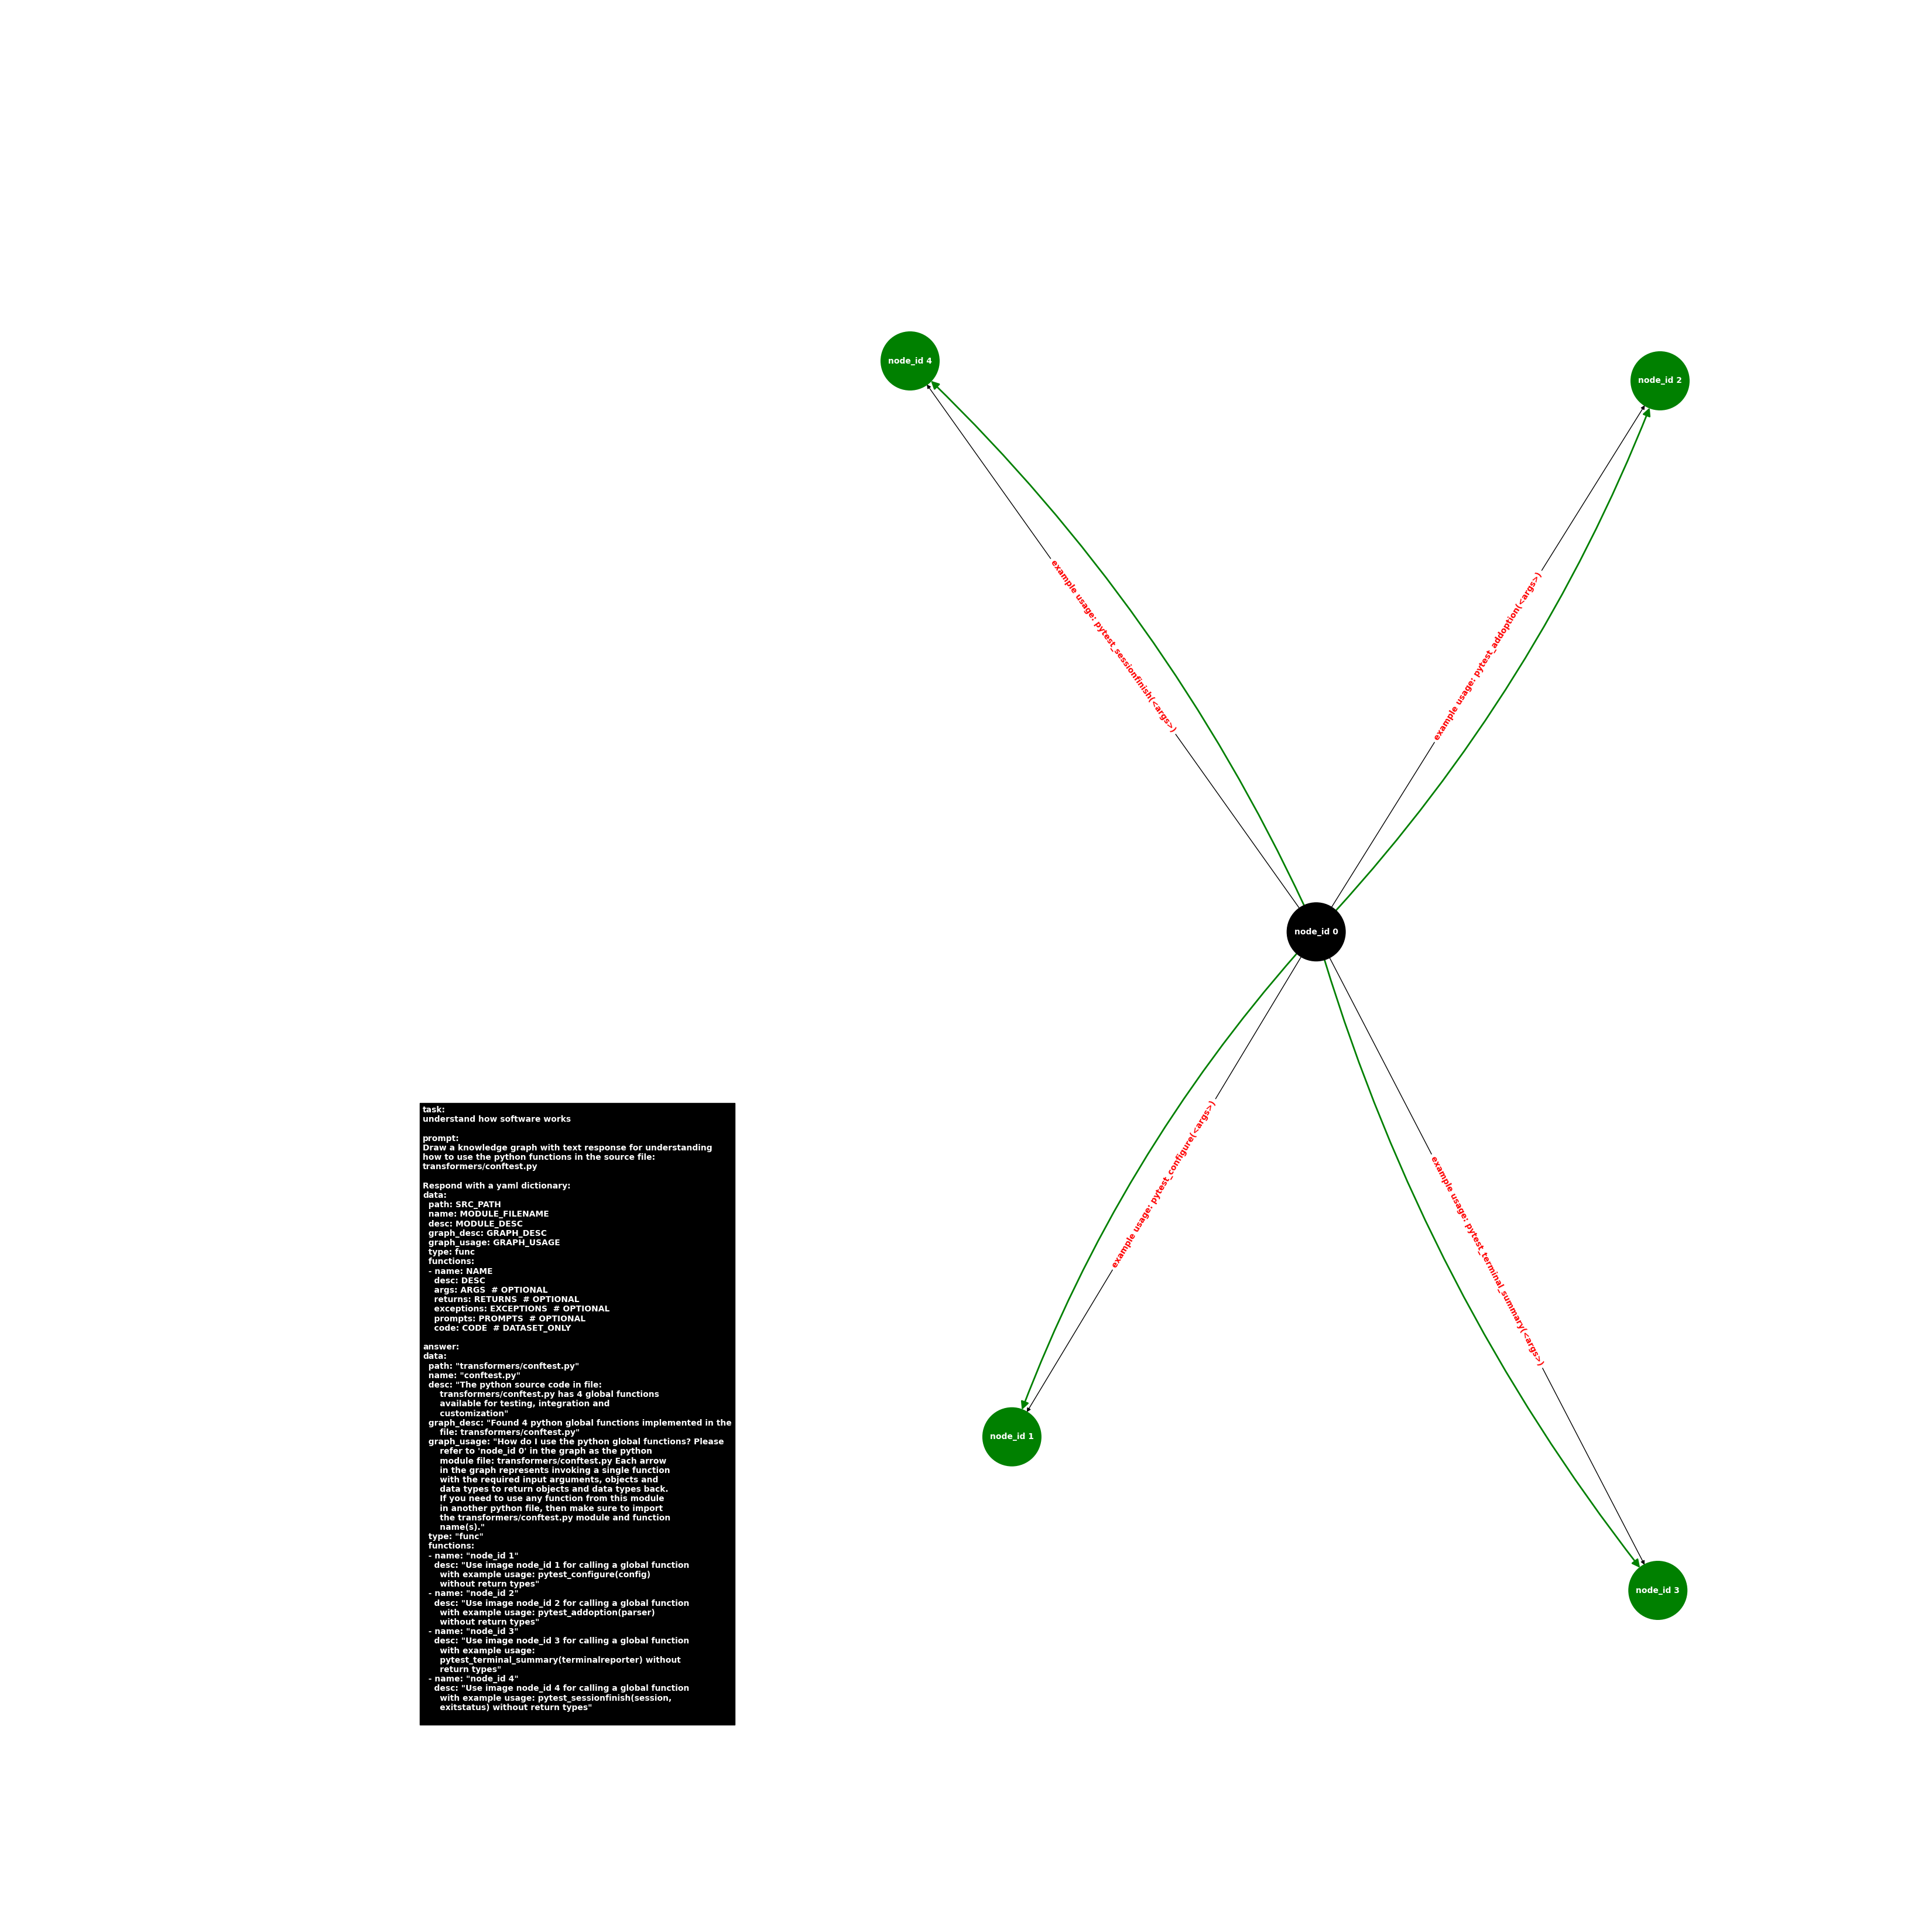 node_id 4
node_id 2
example usage: pytest_sessionfinish(<args>)
example usage: pytest_addoption(<args>)
node_id 0
example usage: pytest_configure(<args>)
example usage: pytest_terminal_summary(<args>)
node_id 1
node_id 3
task:
understand how software works

prompt:
Draw a knowledge graph with text response for understanding
how to use the python functions in the source file:
transformers/conftest.py

Respond with a yaml dictionary:
data:
  path: SRC_PATH
  name: MODULE_FILENAME
  desc: MODULE_DESC
  graph_desc: GRAPH_DESC
  graph_usage: GRAPH_USAGE
  type: func
  functions:
  - name: NAME
    desc: DESC
    args: ARGS  # OPTIONAL
    returns: RETURNS  # OPTIONAL
    exceptions: EXCEPTIONS  # OPTIONAL
    prompts: PROMPTS  # OPTIONAL
    code: CODE  # DATASET_ONLY

answer:
data:
  path: "transformers/conftest.py"
  name: "conftest.py"
  desc: "The python source code in file:
      transformers/conftest.py has 4 global functions
      available for testing, integration and
      customization"
  graph_desc: "Found 4 python global functions implemented in the
      file: transformers/conftest.py"
  graph_usage: "How do I use the python global functions? Please
      refer to 'node_id 0' in the graph as the python
      module file: transformers/conftest.py Each arrow
      in the graph represents invoking a single function
      with the required input arguments, objects and
      data types to return objects and data types back.
      If you need to use any function from this module
      in another python file, then make sure to import
      the transformers/conftest.py module and function
      name(s)."
  type: "func"
  functions:
  - name: "node_id 1"
    desc: "Use image node_id 1 for calling a global function
      with example usage: pytest_configure(config)
      without return types"
  - name: "node_id 2"
    desc: "Use image node_id 2 for calling a global function
      with example usage: pytest_addoption(parser)
      without return types"
  - name: "node_id 3"
    desc: "Use image node_id 3 for calling a global function
      with example usage:
      pytest_terminal_summary(terminalreporter) without
      return types"
  - name: "node_id 4"
    desc: "Use image node_id 4 for calling a global function
      with example usage: pytest_sessionfinish(session,
      exitstatus) without return types"